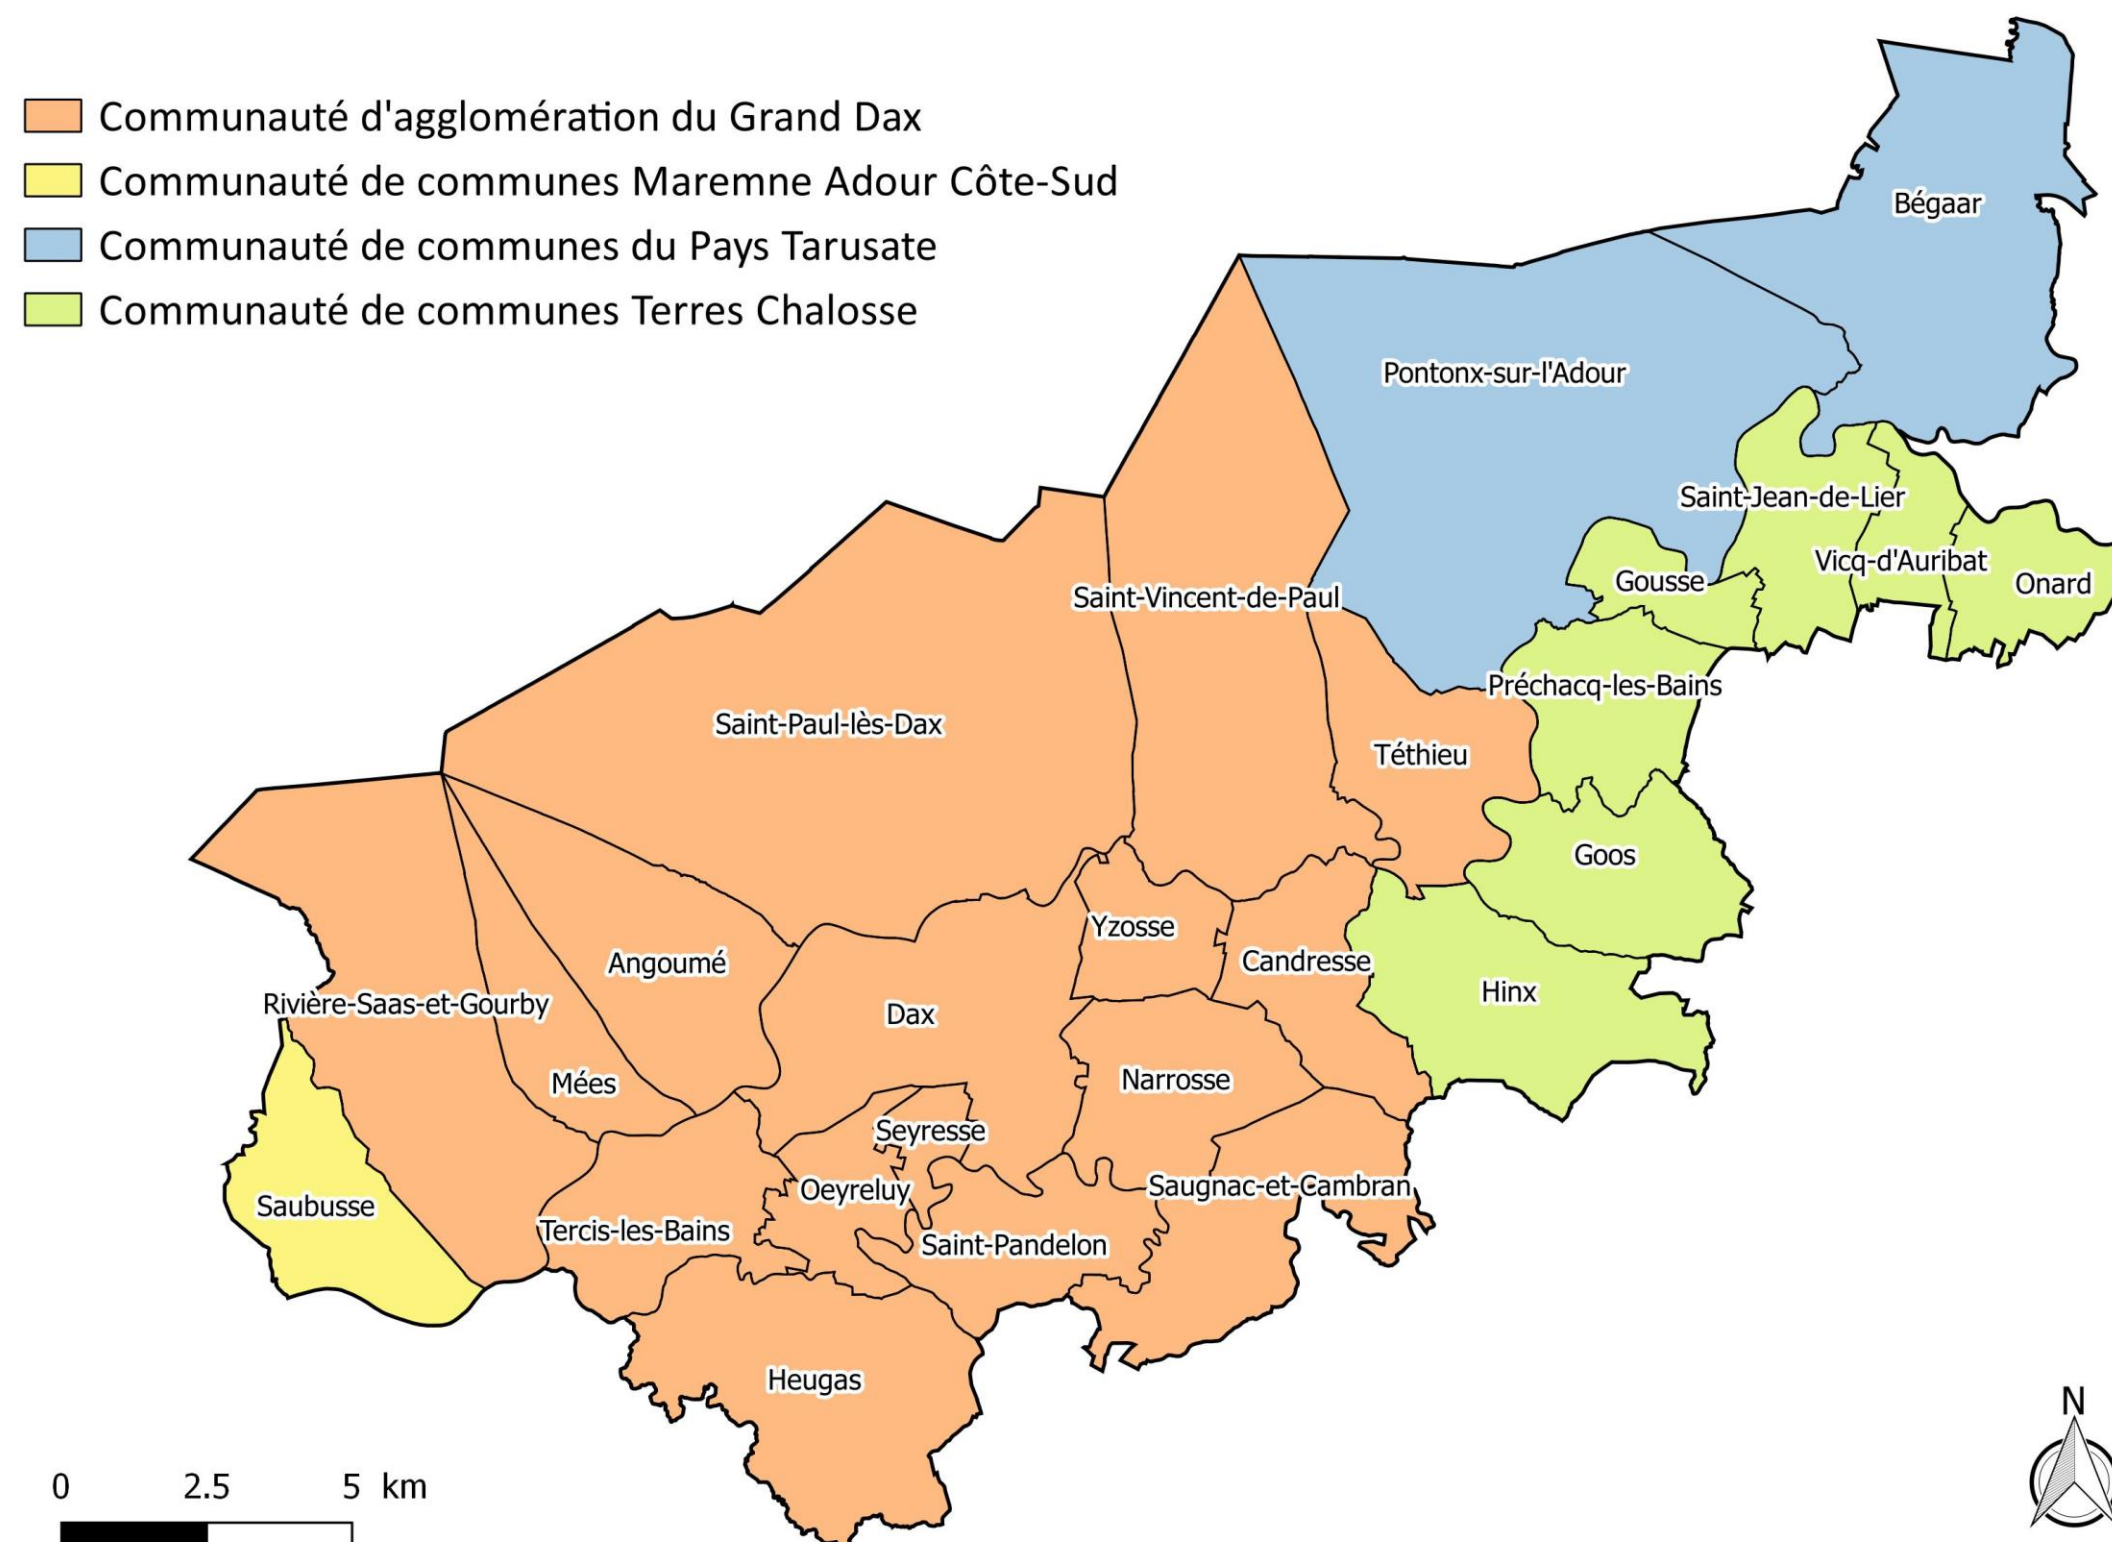 Communauté d'agglomération du Grand Dax
Communauté de communes Maremne Adour Côte-Sud
Communauté de communes du Pays Tarusate
Communauté de communes Terres Chalosse
Bégaar
Pontonx-sur-l'Adour
Saint-Jean-de-Lier
Vicq-d'Auribat
Gousse
Onard
Saint-Vincent-de-Paul
Préchacq-les-Bains
Saint-Paul-lès-Dax
Téthieu
Goos
Yzosse
Angoumé
Candresse
Hinx
Rivière-Saas-et-Gourby
Dax
Mées
Narrosse
Seyresse
Oeyreluy
Saugnac-et-Cambran
Saubusse
Tercis-les-Bains
Saint-Pandelon
Heugas
N
0 2.5 5 km